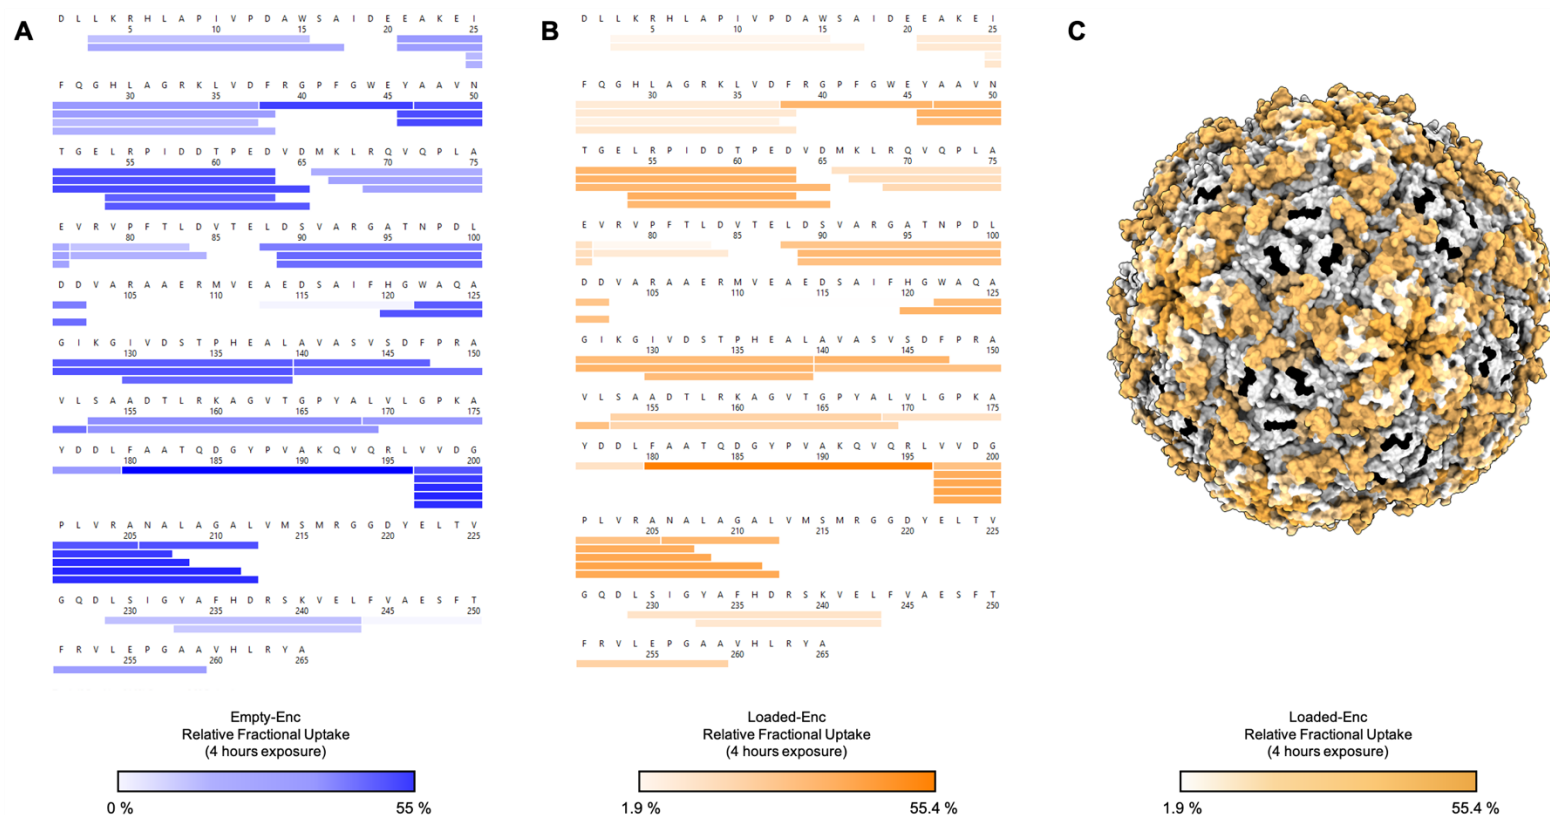 A
D L L K R H L A P I V P D A W S A I D E E A K E I
5 10 15 20 25
F Q G H L A G R K L V D F R G P F G W E Y A A V N
30 35 40 45 50
T G E L R P I D D T P E D V D M K L R Q V Q P L A
55 60 65 70 75
E V R V P F T L D V T E L D S V A R G A T N P D L
80 85 90 95 100
D D V A R A A E R M V E A E D S A I F H G W A Q A
105 110 115 120 125
G I K G I V D S T P H E A L A V A S V S D F P R A
130 135 140 145 150
V L S A A D T L R K A G V T G P Y A L V L G P K A
155 160 165 170 175
Y D D L F A A T Q D G Y P V A K Q V Q R L V V D G
180 185 190 195 200
P L V R A N A L A G A L V M S M R G G D Y E L T V
205 210 215 220 225
G Q D L S I G Y A F H D R S K V E L F V A E S F T
230 235 240 245 250
F R V L E P G A A V H L R Y A
255 260 265
Empty-Enc
Relative Fractional Uptake
(4 hours exposure)
0 % 55 %
B
D L L K R H L A P I V P D A W S A I D E E A K E I
5 10 15 20 25
F Q G H L A G R K L V D F R G P F G W E Y A A V N
30 35 40 45 50
T G E L R P I D D T P E D V D M K L R Q V Q P L A
55 60 65 70 75
E V R V P F T L D V T E L D S V A R G A T N P D L
80 85 90 95 100
D D V A R A A E R M V E A E D S A I F H G W A Q A
105 110 115 120 125
G I K G I V D S T P H E A L A V A S V S D F P R A
130 135 140 145 150
V L S A A D T L R K A G V T G P Y A L V L G P K A
155 160 165 170 175
Y D D L F A A T Q D G Y P V A K Q V Q R L V V D G
180 185 190 195 200
P L V R A N A L A G A L V M S M R G G D Y E L T V
205 210 215 220 225
G Q D L S I G Y A F H D R S K V E L F V A E S F T
230 235 240 245 250
F R V L E P G A A V H L R Y A
255 260 265
Loaded-Enc
Relative Fractional Uptake
(4 hours exposure)
1.9 % 55.4 %
C
Loaded-Enc
Relative Fractional Uptake
(4 hours exposure)
1.9 % 55.4 %